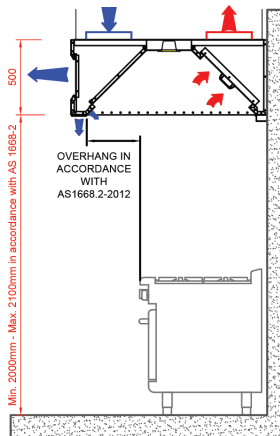 500
OVERHANG IN
ACCORDANCE
WITH
AS1668.2-2012
Min. 2000mm - Max. 2100mm in accordance with AS 1668-2